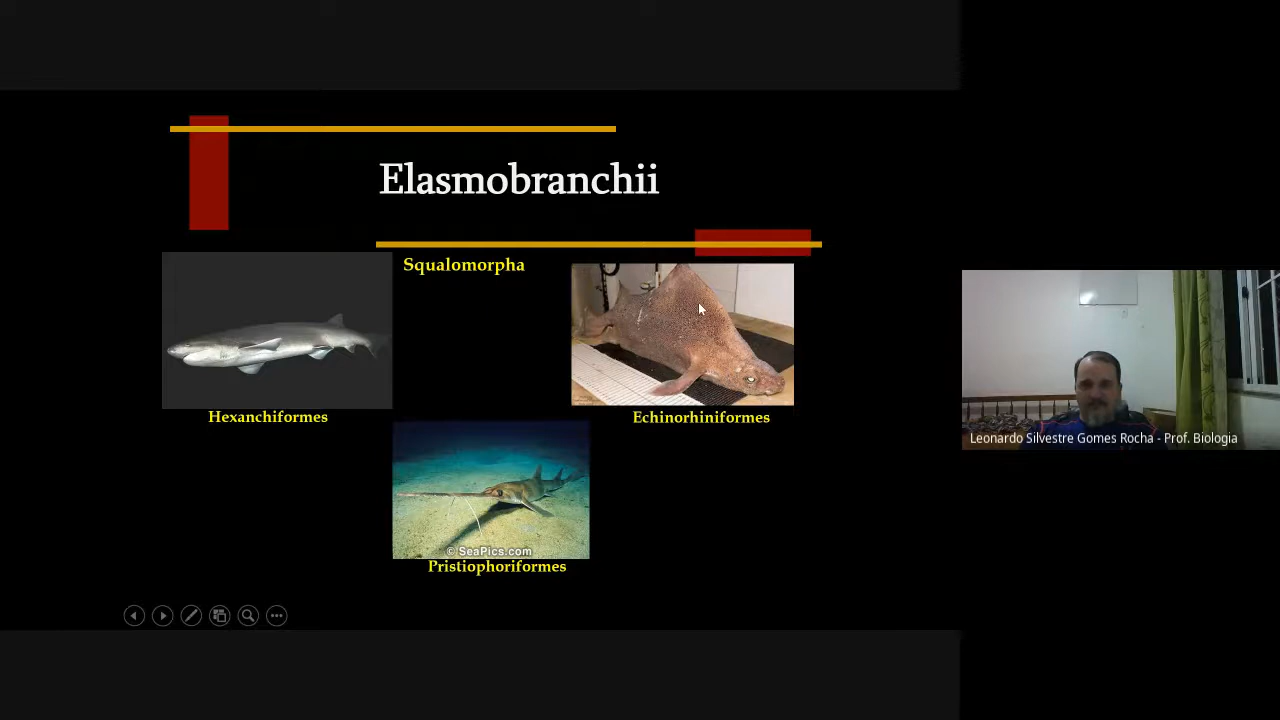 Elasmobranchii
Squalomorpha
Hexanchiformes
Echinorhiniformes
© SeaPics.com
Pristiophoriformes
Leonardo Silvestre Gomes Rocha - Prof. Biologia